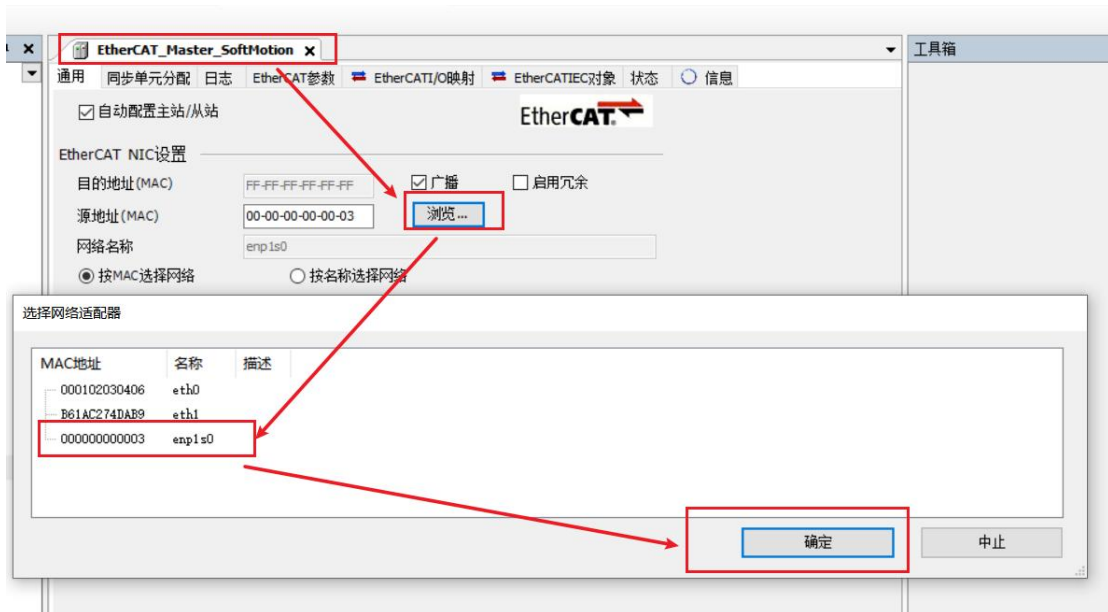 EtherCAT_Master_SoftMotion
工具箱
通用 同步单元分配 日志 EtherCAT参数 EtherCATI/O映射 EtherCATIEC对象 状态 信息
自动配置主站/从站
EtherCAT
EtherCAT NIC设置
目的地址(MAC) FF-FF-FF-FF-FF-FF 广播 启用冗余
源地址(MAC) 00-00-00-00-00-03 浏览...
网络名称 enp1s0
按MAC选择网络 按名称选择网络
选择网络适配器
MAC地址 名称 描述
000102030406 eth0
B61AC274DAB9 eth1
000000000003 enp1s0
确定 中止